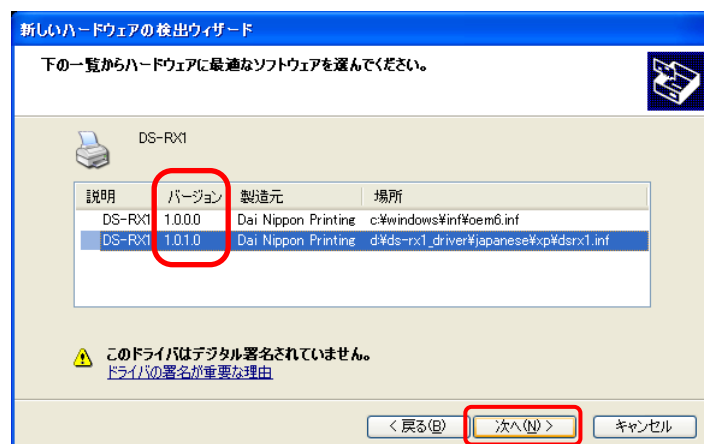 新しいハードウェアの検出ウィザード
下の一覧からハードウェアに最適なソフトウェアを選んでください。
DS-RX1
説明 バージョン 製造元 場所
DS-RX1 1.0.0.0 Dai Nippon Printing c:¥windows¥inf¥oem6.inf
DS-RX1 1.0.1.0 Dai Nippon Printing d:¥ds-rx1_driver¥japanese¥xp¥dsrx1.inf
このドライバはデジタル署名されていません。
ドライバの署名が重要な理由
< 戻る(B) 次へ(N) > キャンセル